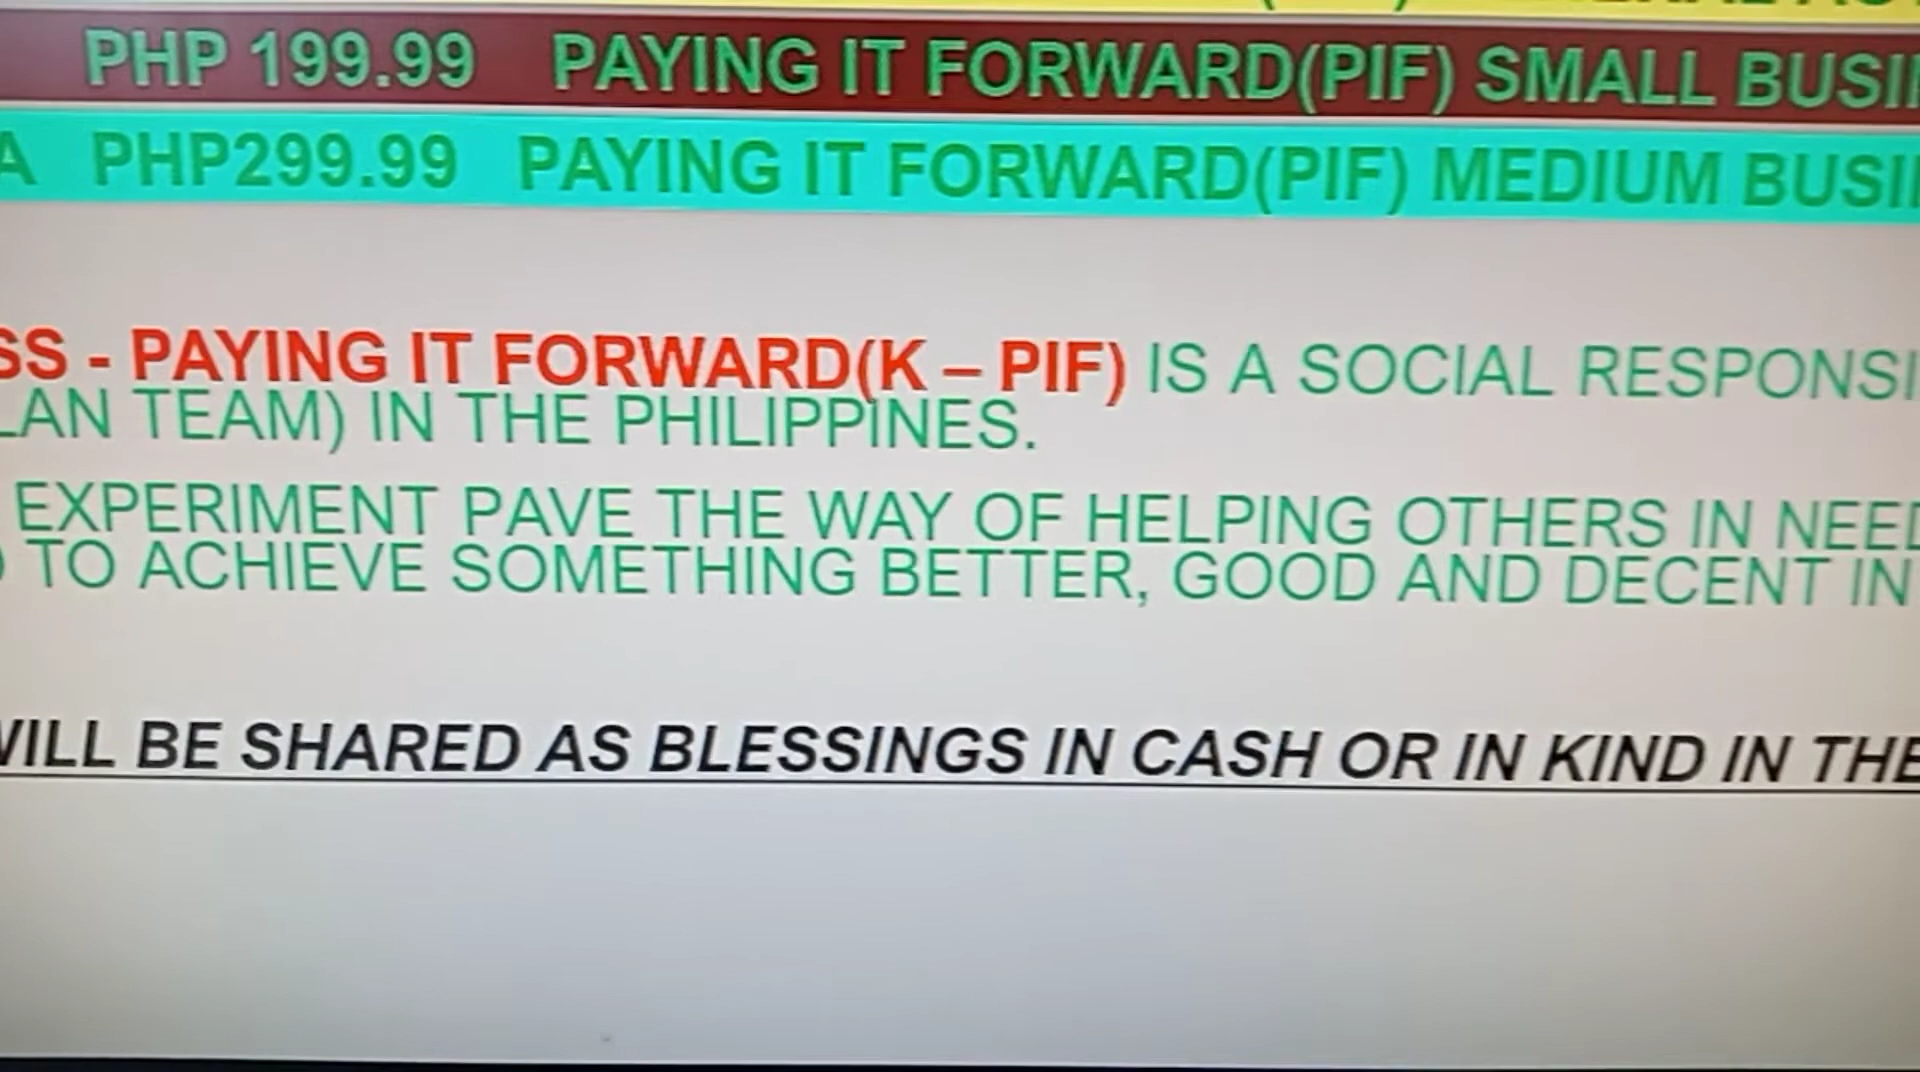 PHP 199.99 PAYING IT FORWARD(PIF) SMALL BUSI
A PHP299.99 PAYING IT FORWARD(PIF) MEDIUM BUSI
SS - PAYING IT FORWARD(K – PIF) IS A SOCIAL RESPONSI
LAN TEAM) IN THE PHILIPPINES.
EXPERIMENT PAVE THE WAY OF HELPING OTHERS IN NEED
TO ACHIEVE SOMETHING BETTER, GOOD AND DECENT IN
WILL BE SHARED AS BLESSINGS IN CASH OR IN KIND IN THE